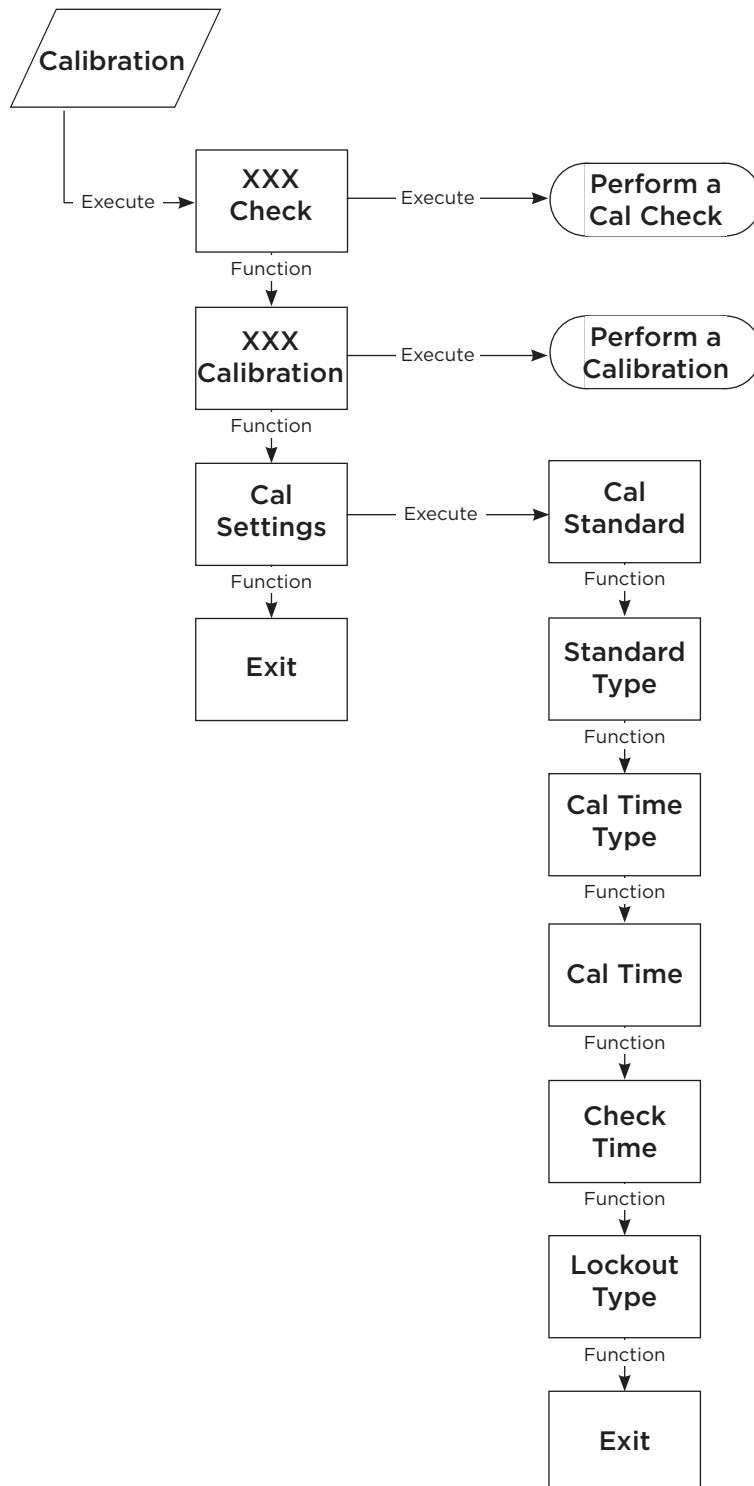 Calibration
Execute
XXX
Check
Execute
Perform a
Cal Check
Function
XXX
Calibration
Execute
Perform a
Calibration
Function
Cal
Settings
Execute
Cal
Standard
Function
Exit
Function
Standard
Type
Function
Cal Time
Type
Function
Cal Time
Function
Check
Time
Function
Lockout
Type
Function
Exit